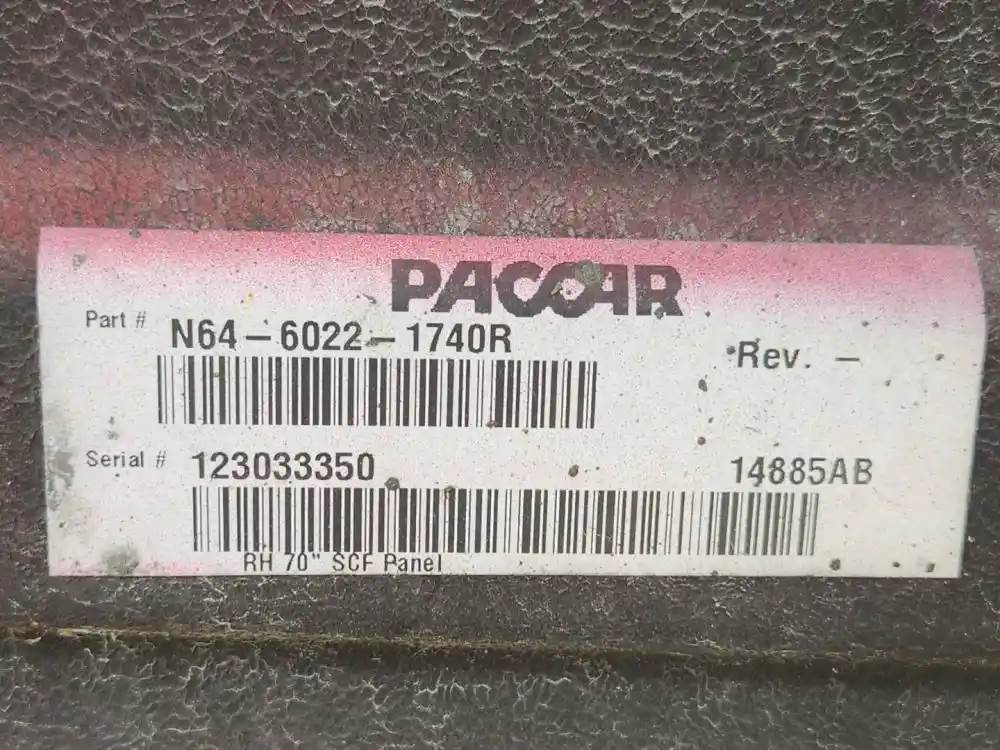 PACCAR
Part # N64-6022-1740R
Rev. -
Serial # 123033350 14885AB
RH 70" SCF Panel